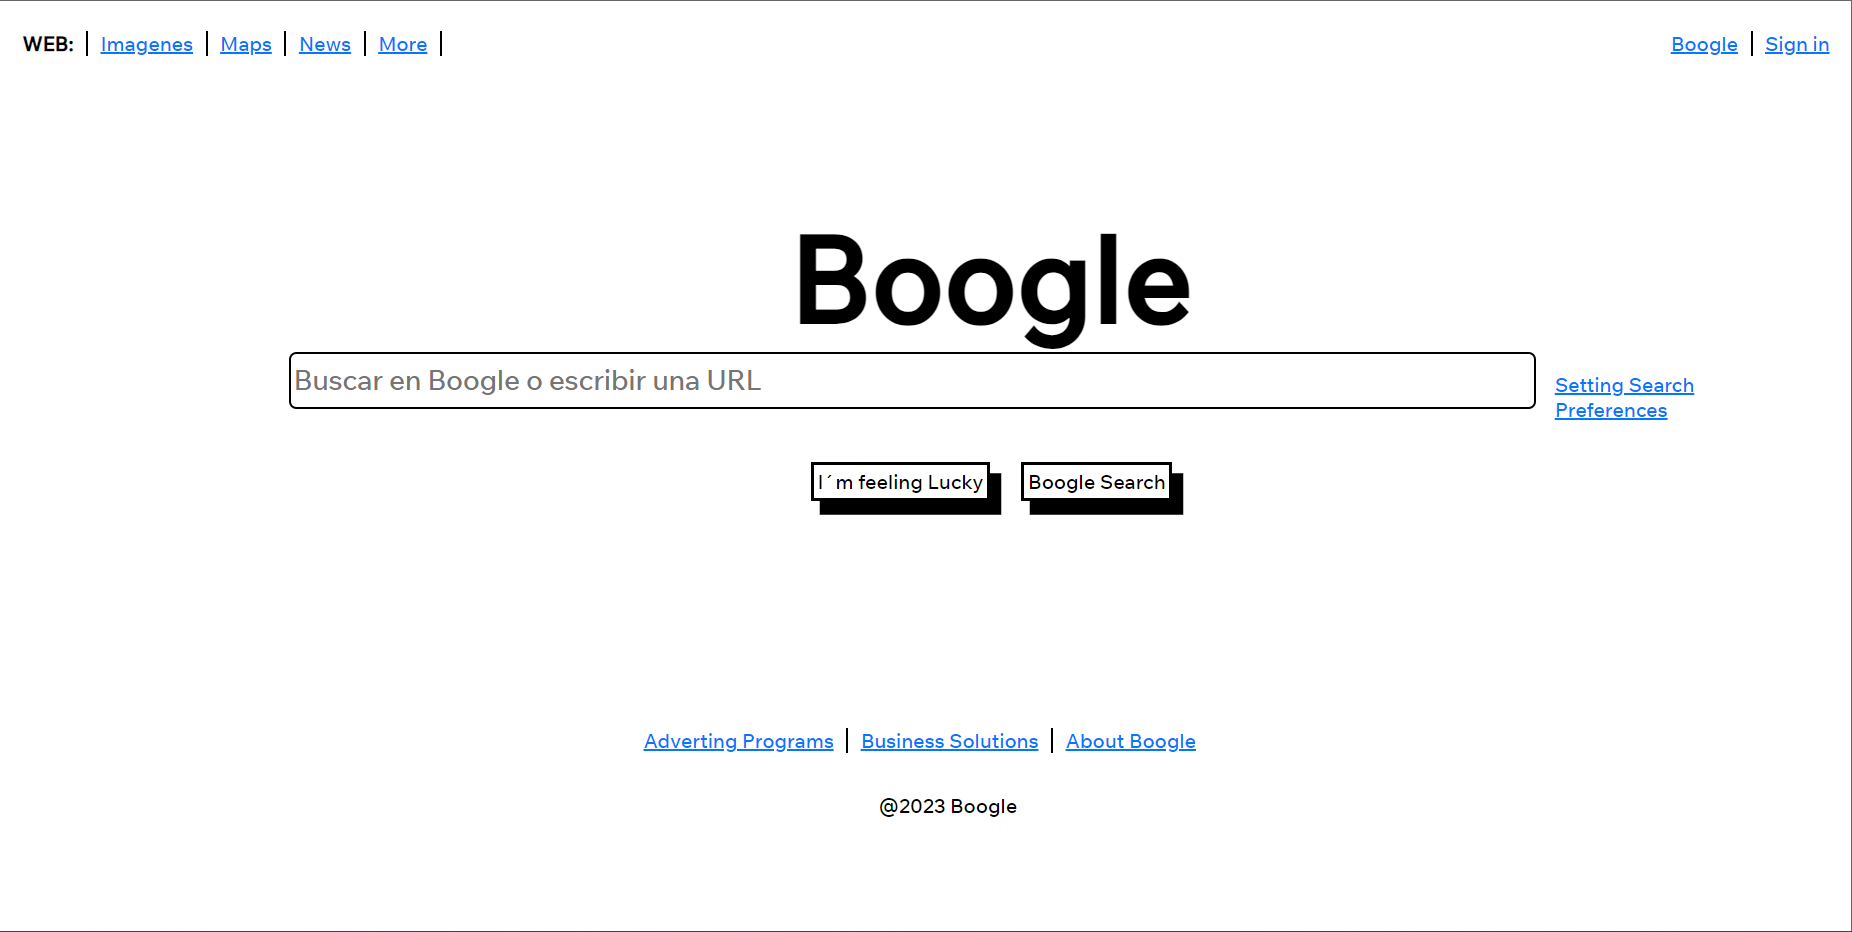 WEB: Imagenes Maps News More Boogle Sign in
Boogle
Buscar en Boogle o escribir una URL
Setting Search
Preferences
I´m feeling Lucky Boogle Search
Adverting Programs Business Solutions About Boogle
@2023 Boogle